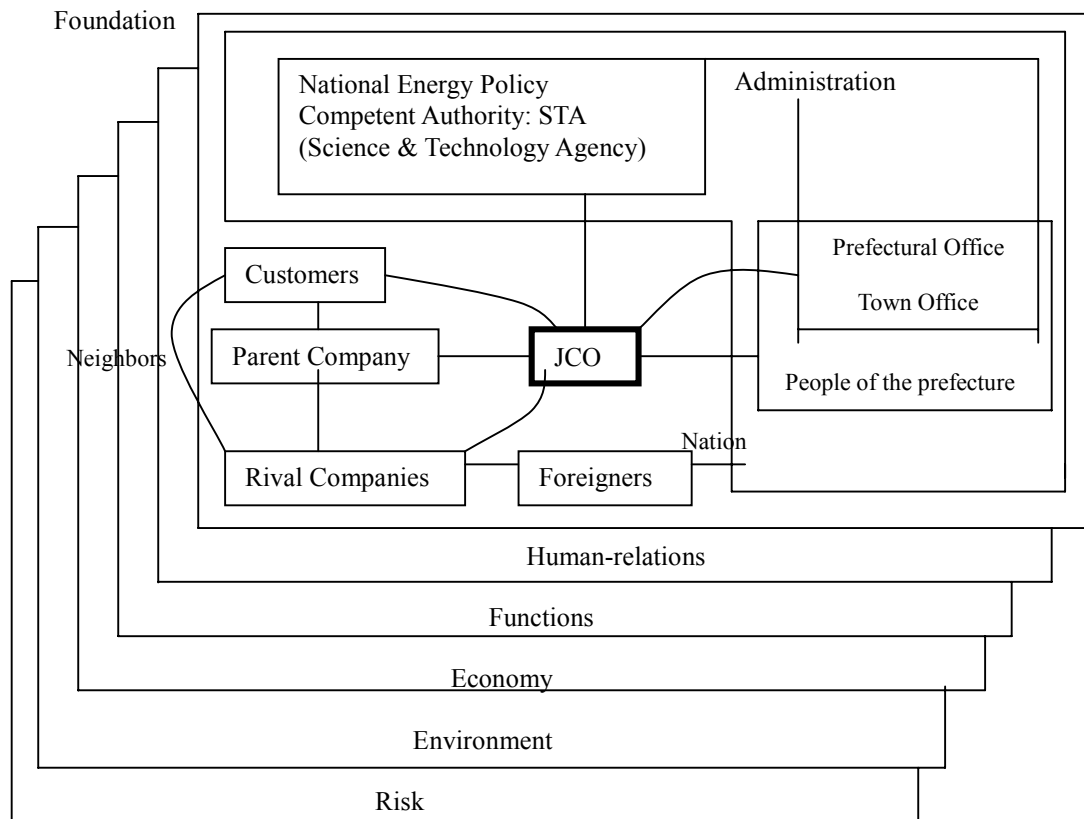 Foundation
National Energy Policy
Competent Authority: STA
(Science & Technology Agency)
Administration
Prefectural Office
Town Office
Customers
Neighbors
Parent Company
JCO
People of the prefecture
Nation
Rival Companies
Foreigners
Human-relations
Functions
Economy
Environment
Risk